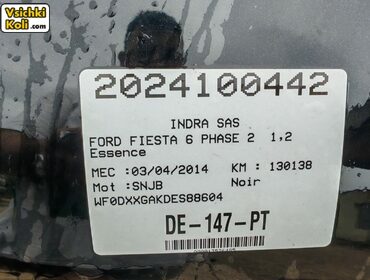 Vsichki
Koli .com
2024100442
INDRA SAS
FORD FIESTA 6 PHASE 2 1,2
Essence
MEC :03/04/2014 KM : 130138
Mot :SNJB Noir
WF0DXXGAKDES88604
DE-147-PT